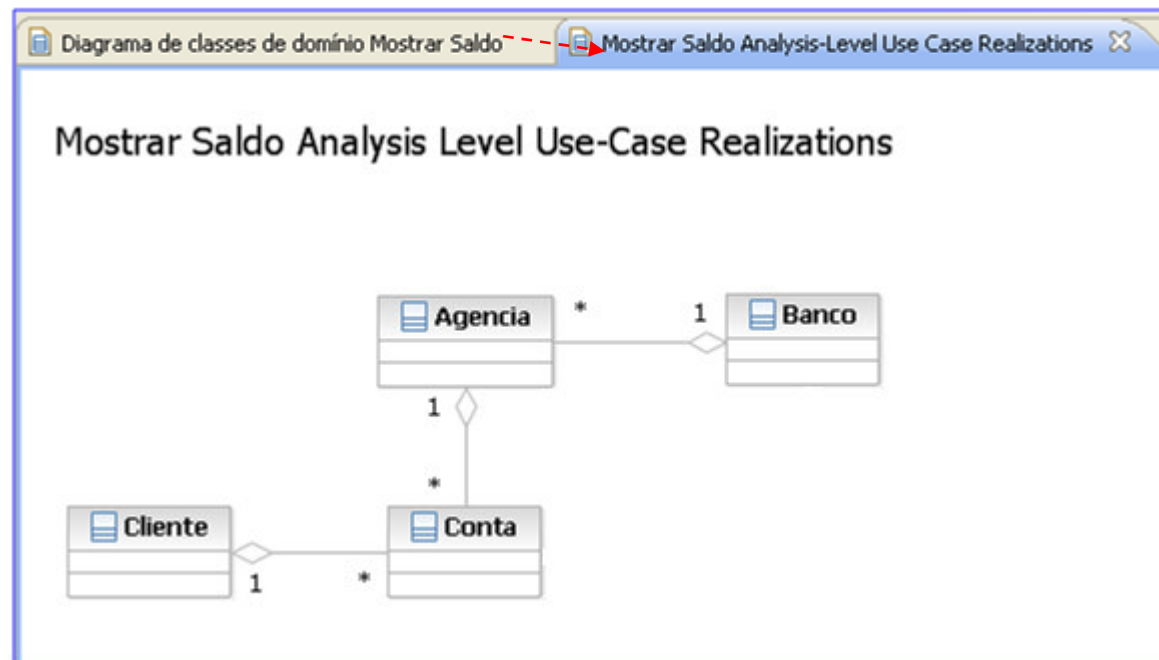 Diagrama de classes de domínio Mostrar Saldo
Mostrar Saldo Analysis-Level Use Case Realizations
Mostrar Saldo Analysis Level Use-Case Realizations
Agencia
*
1
Banco
1
*
Cliente
1
*
Conta